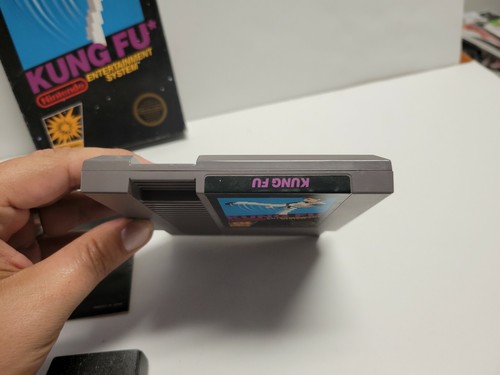 KUNG FU*
ENTERTAINMENT
SYSTEM
Nintendo
KUNG FU